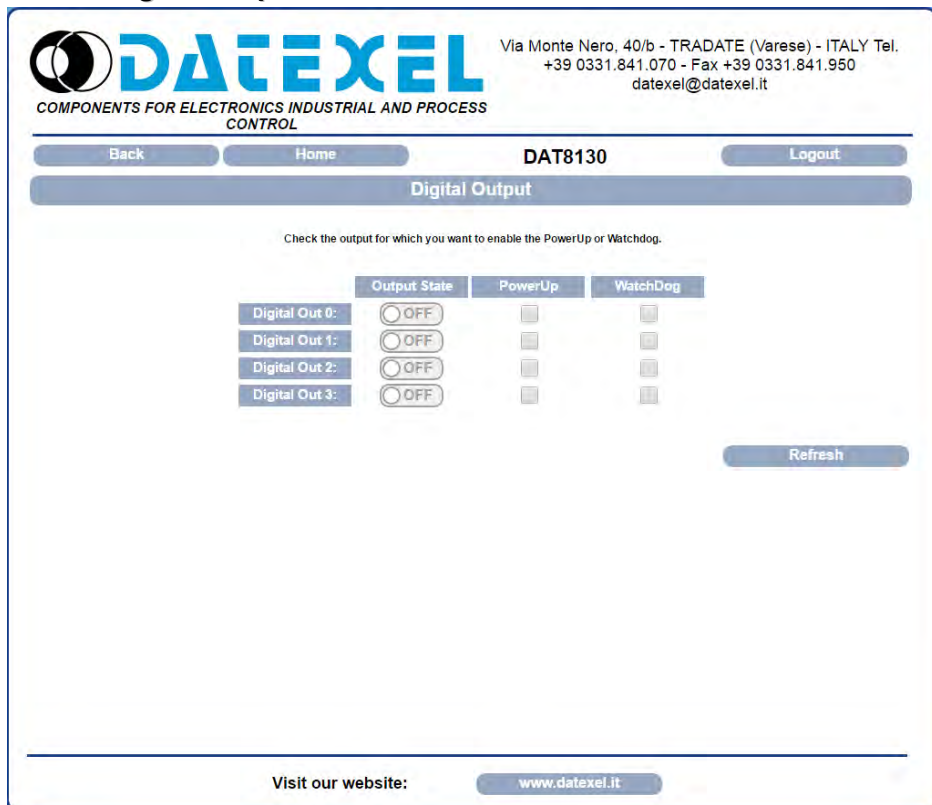 DATEXEL
COMPONENTS FOR ELECTRONICS INDUSTRIAL AND PROCESS
CONTROL
Via Monte Nero, 40/b - TRADATE (Varese) - ITALY Tel.
+39 0331.841.070 - Fax +39 0331.841.950
datexel@datexel.it
Back Home DAT8130 Logout
Digital Output
Check the output for which you want to enable the PowerUp or Watchdog.
Output State PowerUp WatchDog
Digital Out 0: OFF
Digital Out 1: OFF
Digital Out 2: OFF
Digital Out 3: OFF
Refresh
Visit our website: www.datexel.it